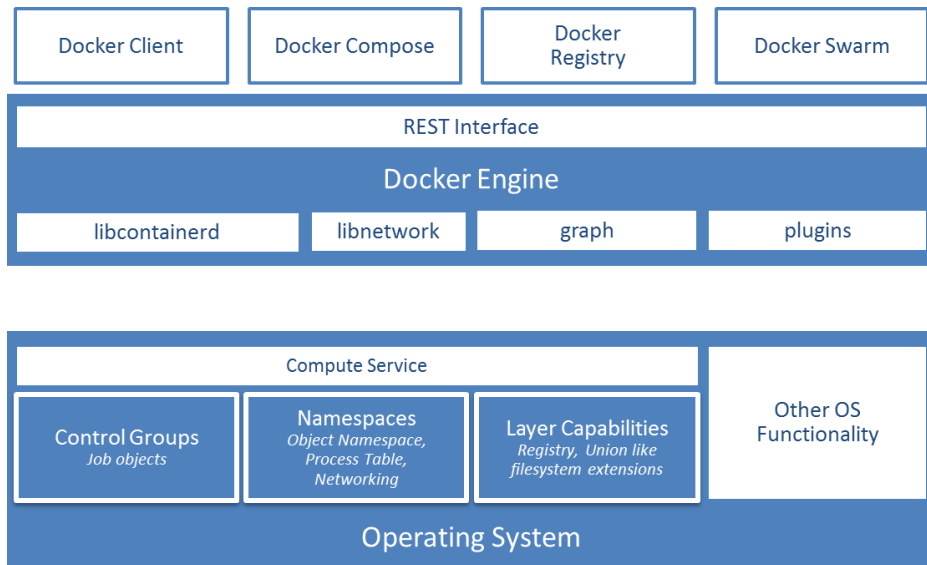 Docker Client
Docker Compose
Docker
Registry
Docker Swarm
REST Interface
Docker Engine
libcontainerd
libnetwork
graph
plugins
Compute Service
Control Groups
Job objects
Namespaces
Object Namespace,
Process Table,
Networking
Layer Capabilities
Registry, Union like
filesystem extensions
Other OS
Functionality
Operating System